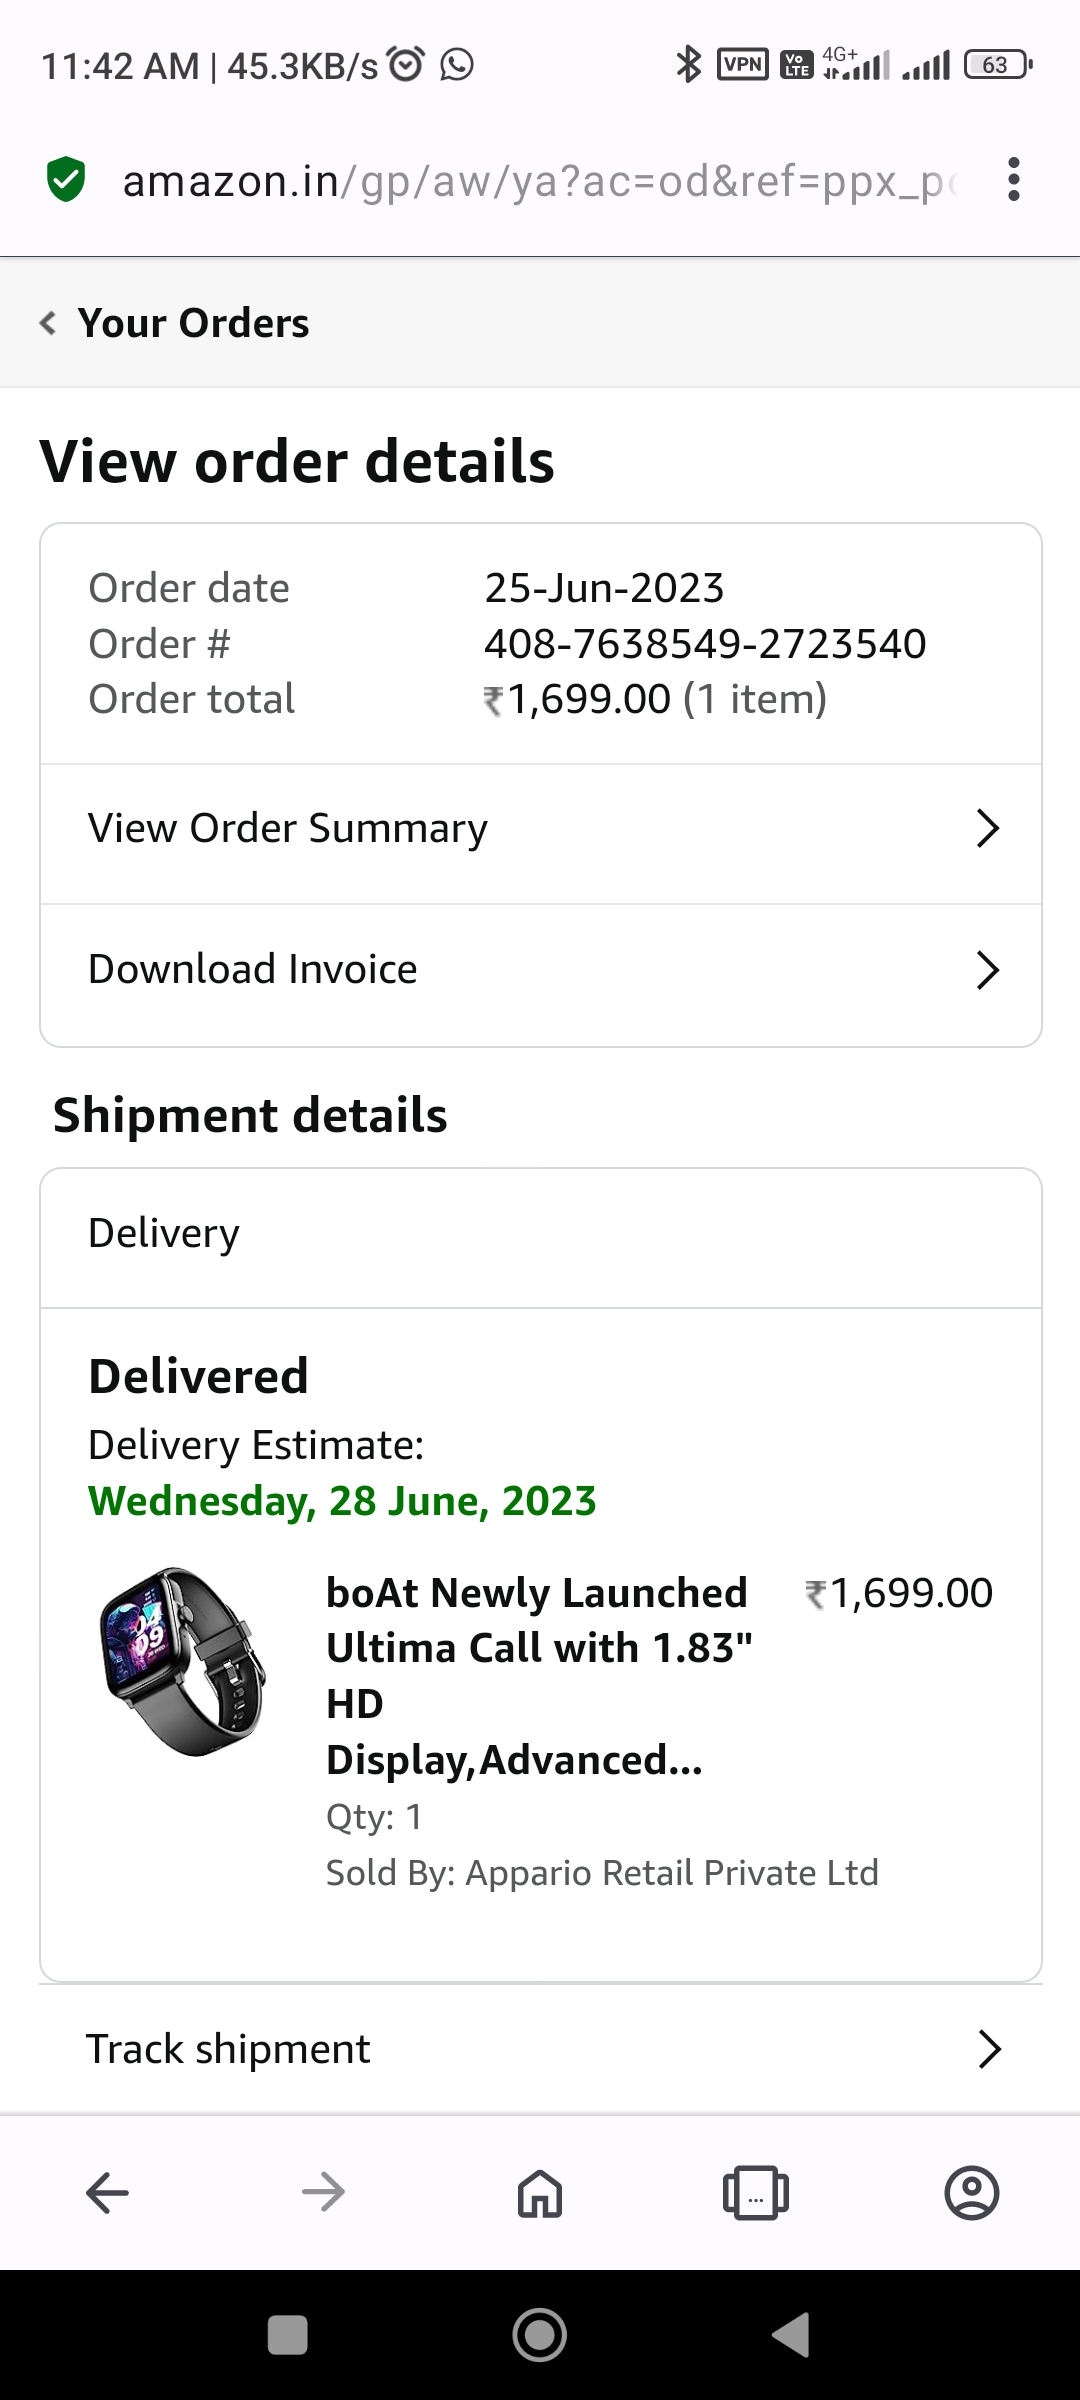 11:42 AM | 45.3KB/s
VPN Vo LTE 4G+ 63
amazon.in/gp/aw/ya?ac=od&ref=ppx_p
Your Orders
View order details
Order date 25-Jun-2023
Order # 408-7638549-2723540
Order total ₹1,699.00 (1 item)
View Order Summary
Download Invoice
Shipment details
Delivery
Delivered
Delivery Estimate:
Wednesday, 28 June, 2023
boAt Newly Launched ₹1,699.00
Ultima Call with 1.83"
HD
Display,Advanced...
Qty: 1
Sold By: Appario Retail Private Ltd
04
09
Track shipment